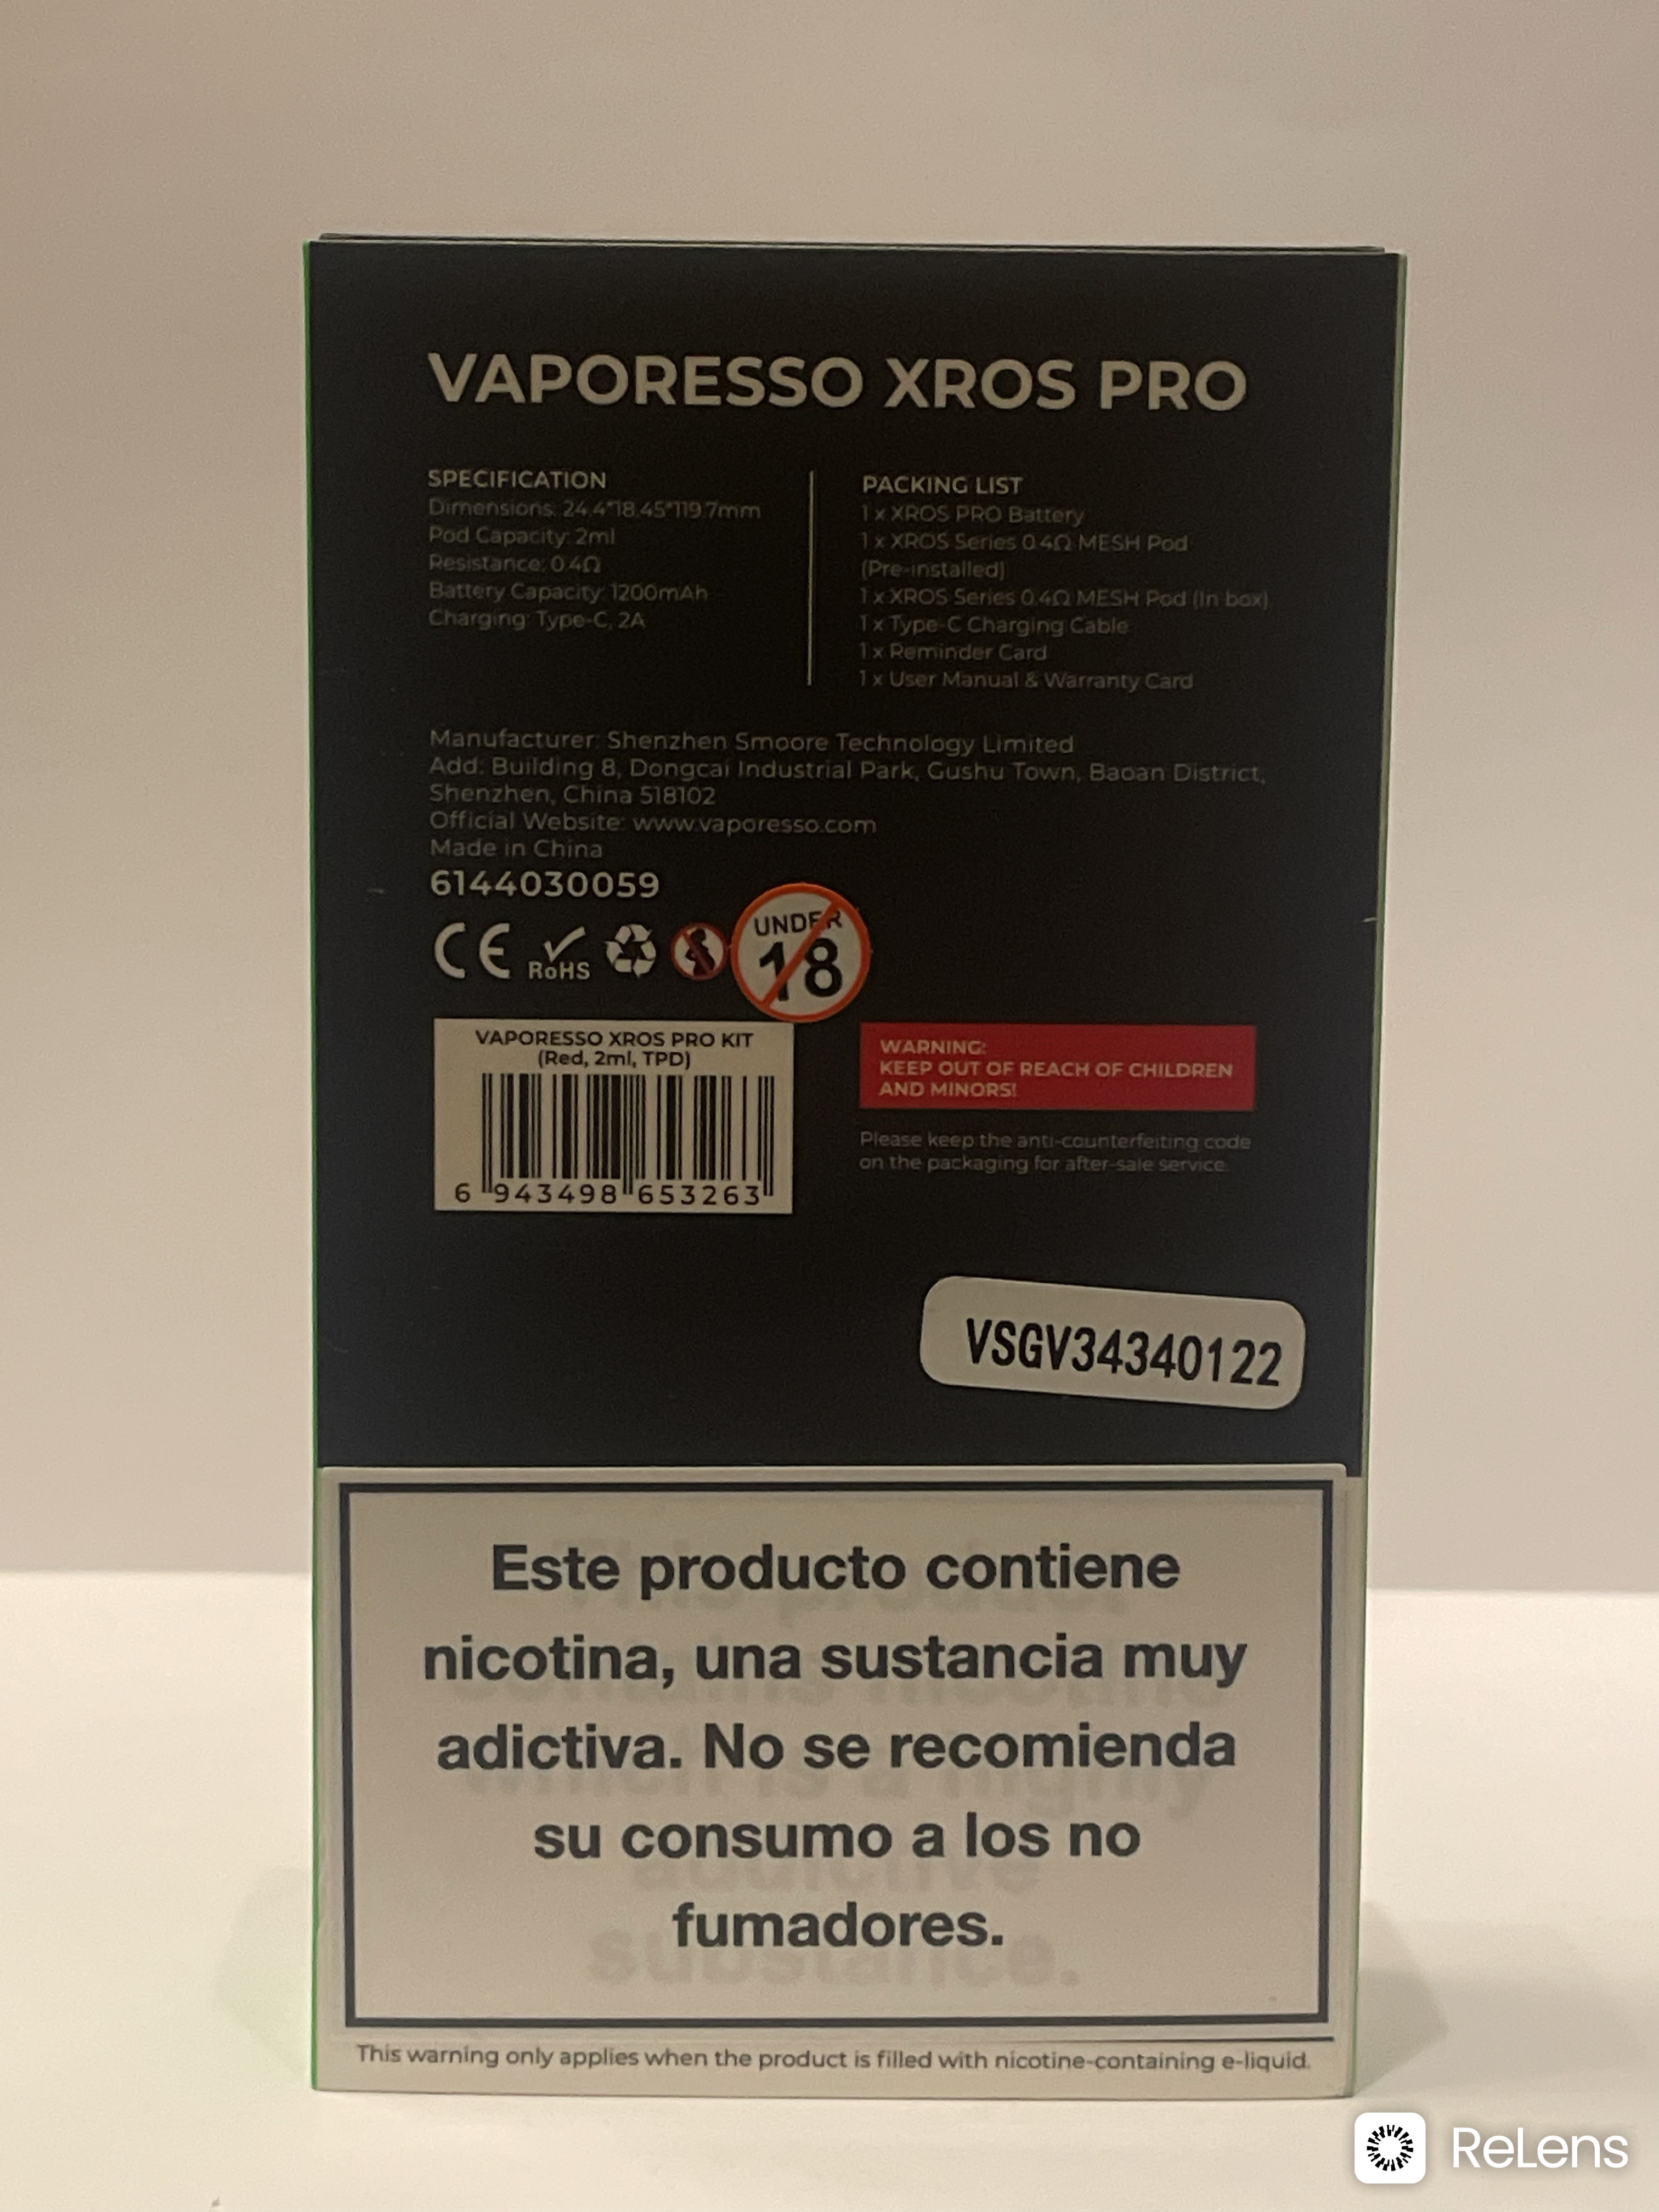 VAPORESSO XROS PRO
SPECIFICATION
Dimensions: 24.4*18.45*119.7mm
Pod Capacity: 2ml
Resistance: 0.4Ω
Battery Capacity: 1200mAh
Charging: Type-C, 2A
PACKING LIST
1 x XROS PRO Battery
1 x XROS Series 0.4Ω MESH Pod
(Pre-installed)
1 x XROS Series 0.4Ω MESH Pod (In box)
1 x Type-C Charging Cable
1 x Reminder Card
1 x User Manual & Warranty Card
Manufacturer: Shenzhen Smoore Technology Limited
Add: Building 8, Dongcai Industrial Park, Gushu Town, Baoan District,
Shenzhen, China 518102
Official Website: www.vaporesso.com
Made in China
6144030059
CE
RoHS
UNDER
18
VAPORESSO XROS PRO KIT
(Red, 2ml, TPD)
6 943498 653263
WARNING:
KEEP OUT OF REACH OF CHILDREN
AND MINORS!
Please keep the anti-counterfeiting code
on the packaging for after-sale service.
VSGV34340122
Este producto contiene
nicotina, una sustancia muy
adictiva. No se recomienda
su consumo a los no
fumadores.
This warning only applies when the product is filled with nicotine-containing e-liquid.
ReLens